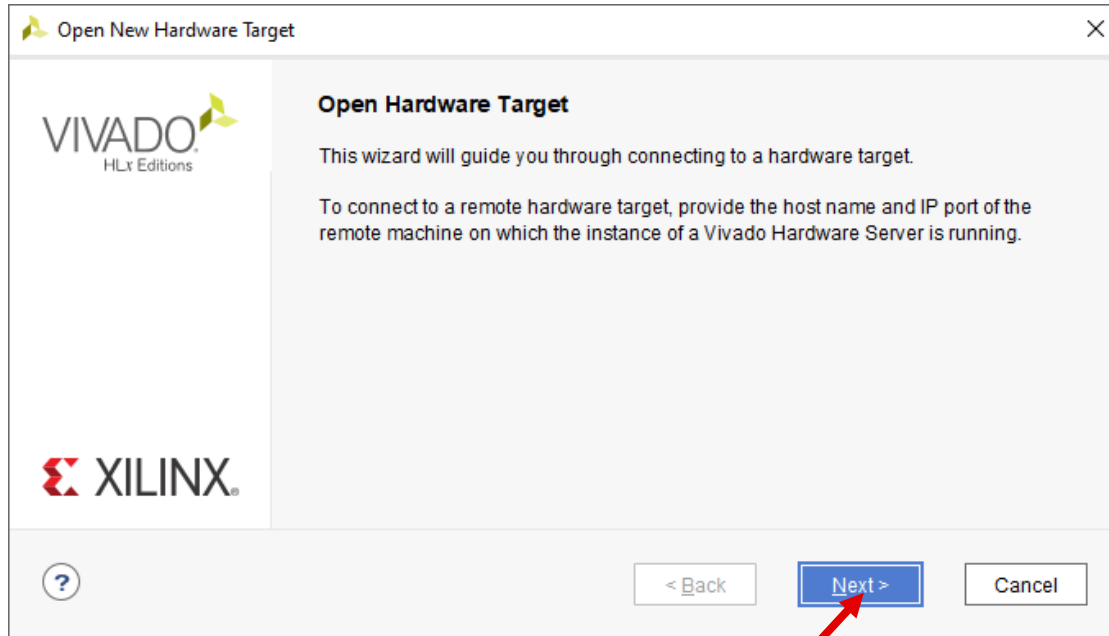 Open New Hardware Target
VIVADO.
HLx Editions
Open Hardware Target
This wizard will guide you through connecting to a hardware target.
To connect to a remote hardware target, provide the host name and IP port of the
remote machine on which the instance of a Vivado Hardware Server is running.
XILINX.
?
< Back
Next >
Cancel